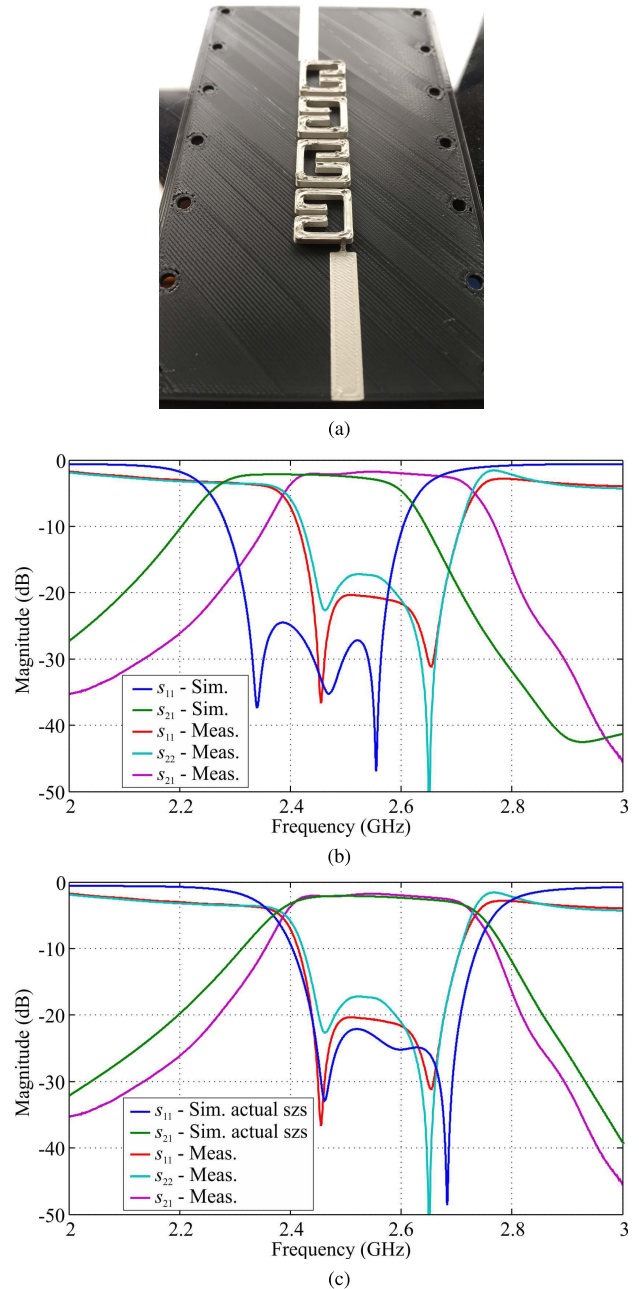 (a)
0
-10
-20
-30
-40
-50
Magnitude (dB)
s11 - Sim.
s21 - Sim.
s11 - Meas.
s22 - Meas.
s21 - Meas.
2 2.2 2.4 2.6 2.8 3
Frequency (GHz)
(b)
0
-10
-20
-30
-40
-50
Magnitude (dB)
s11 - Sim. actual szs
s21 - Sim. actual szs
s11 - Meas.
s22 - Meas.
s21 - Meas.
2 2.2 2.4 2.6 2.8 3
Frequency (GHz)
(c)